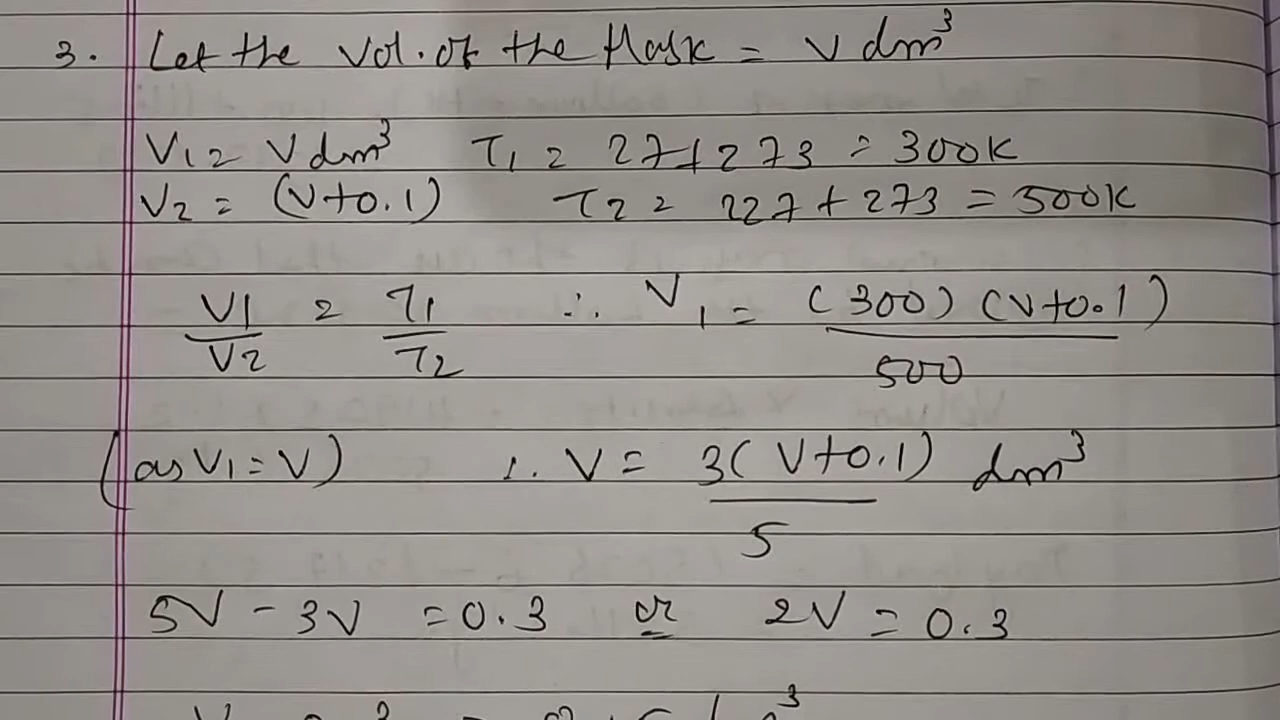 3. Let the vol. of the flask = V dm³
V1 = V dm³ T1 = 27+273 = 300K
V2 = (V+0.1) T2 = 227+273 = 500K
V1/V2 = T1/T2 ∴ V1 = (300) (V+0.1)/500
(as V1 = V) ∴ V = 3(V+0.1)/5 dm³
5V - 3V = 0.3 or 2V = 0.3